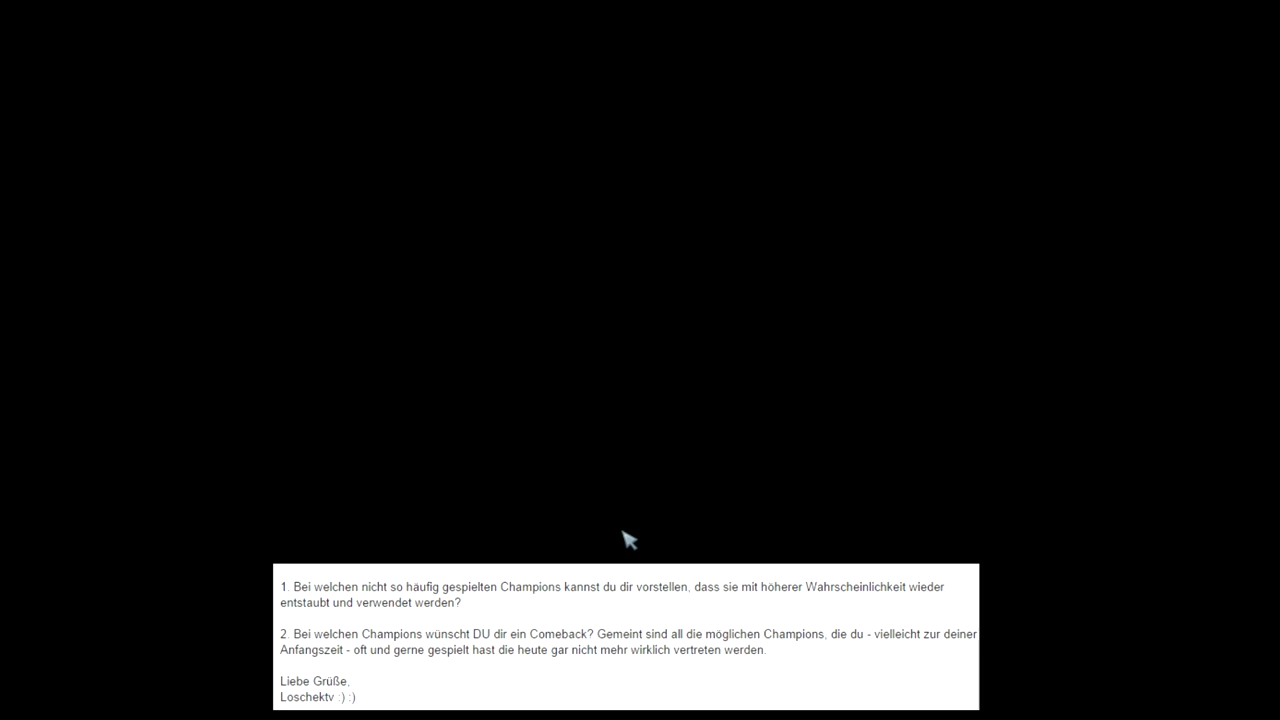 1. Bei welchen nicht so häufig gespielten Champions kannst du dir vorstellen, dass sie mit höherer Wahrscheinlichkeit wieder
entstaubt und verwendet werden?
2. Bei welchen Champions wünscht DU dir ein Comeback? Gemeint sind all die möglichen Champions, die du - vielleicht zur deiner
Anfangszeit - oft und gerne gespielt hast die heute gar nicht mehr wirklich vertreten werden.
Liebe Grüße,
Loschektv :) ;)